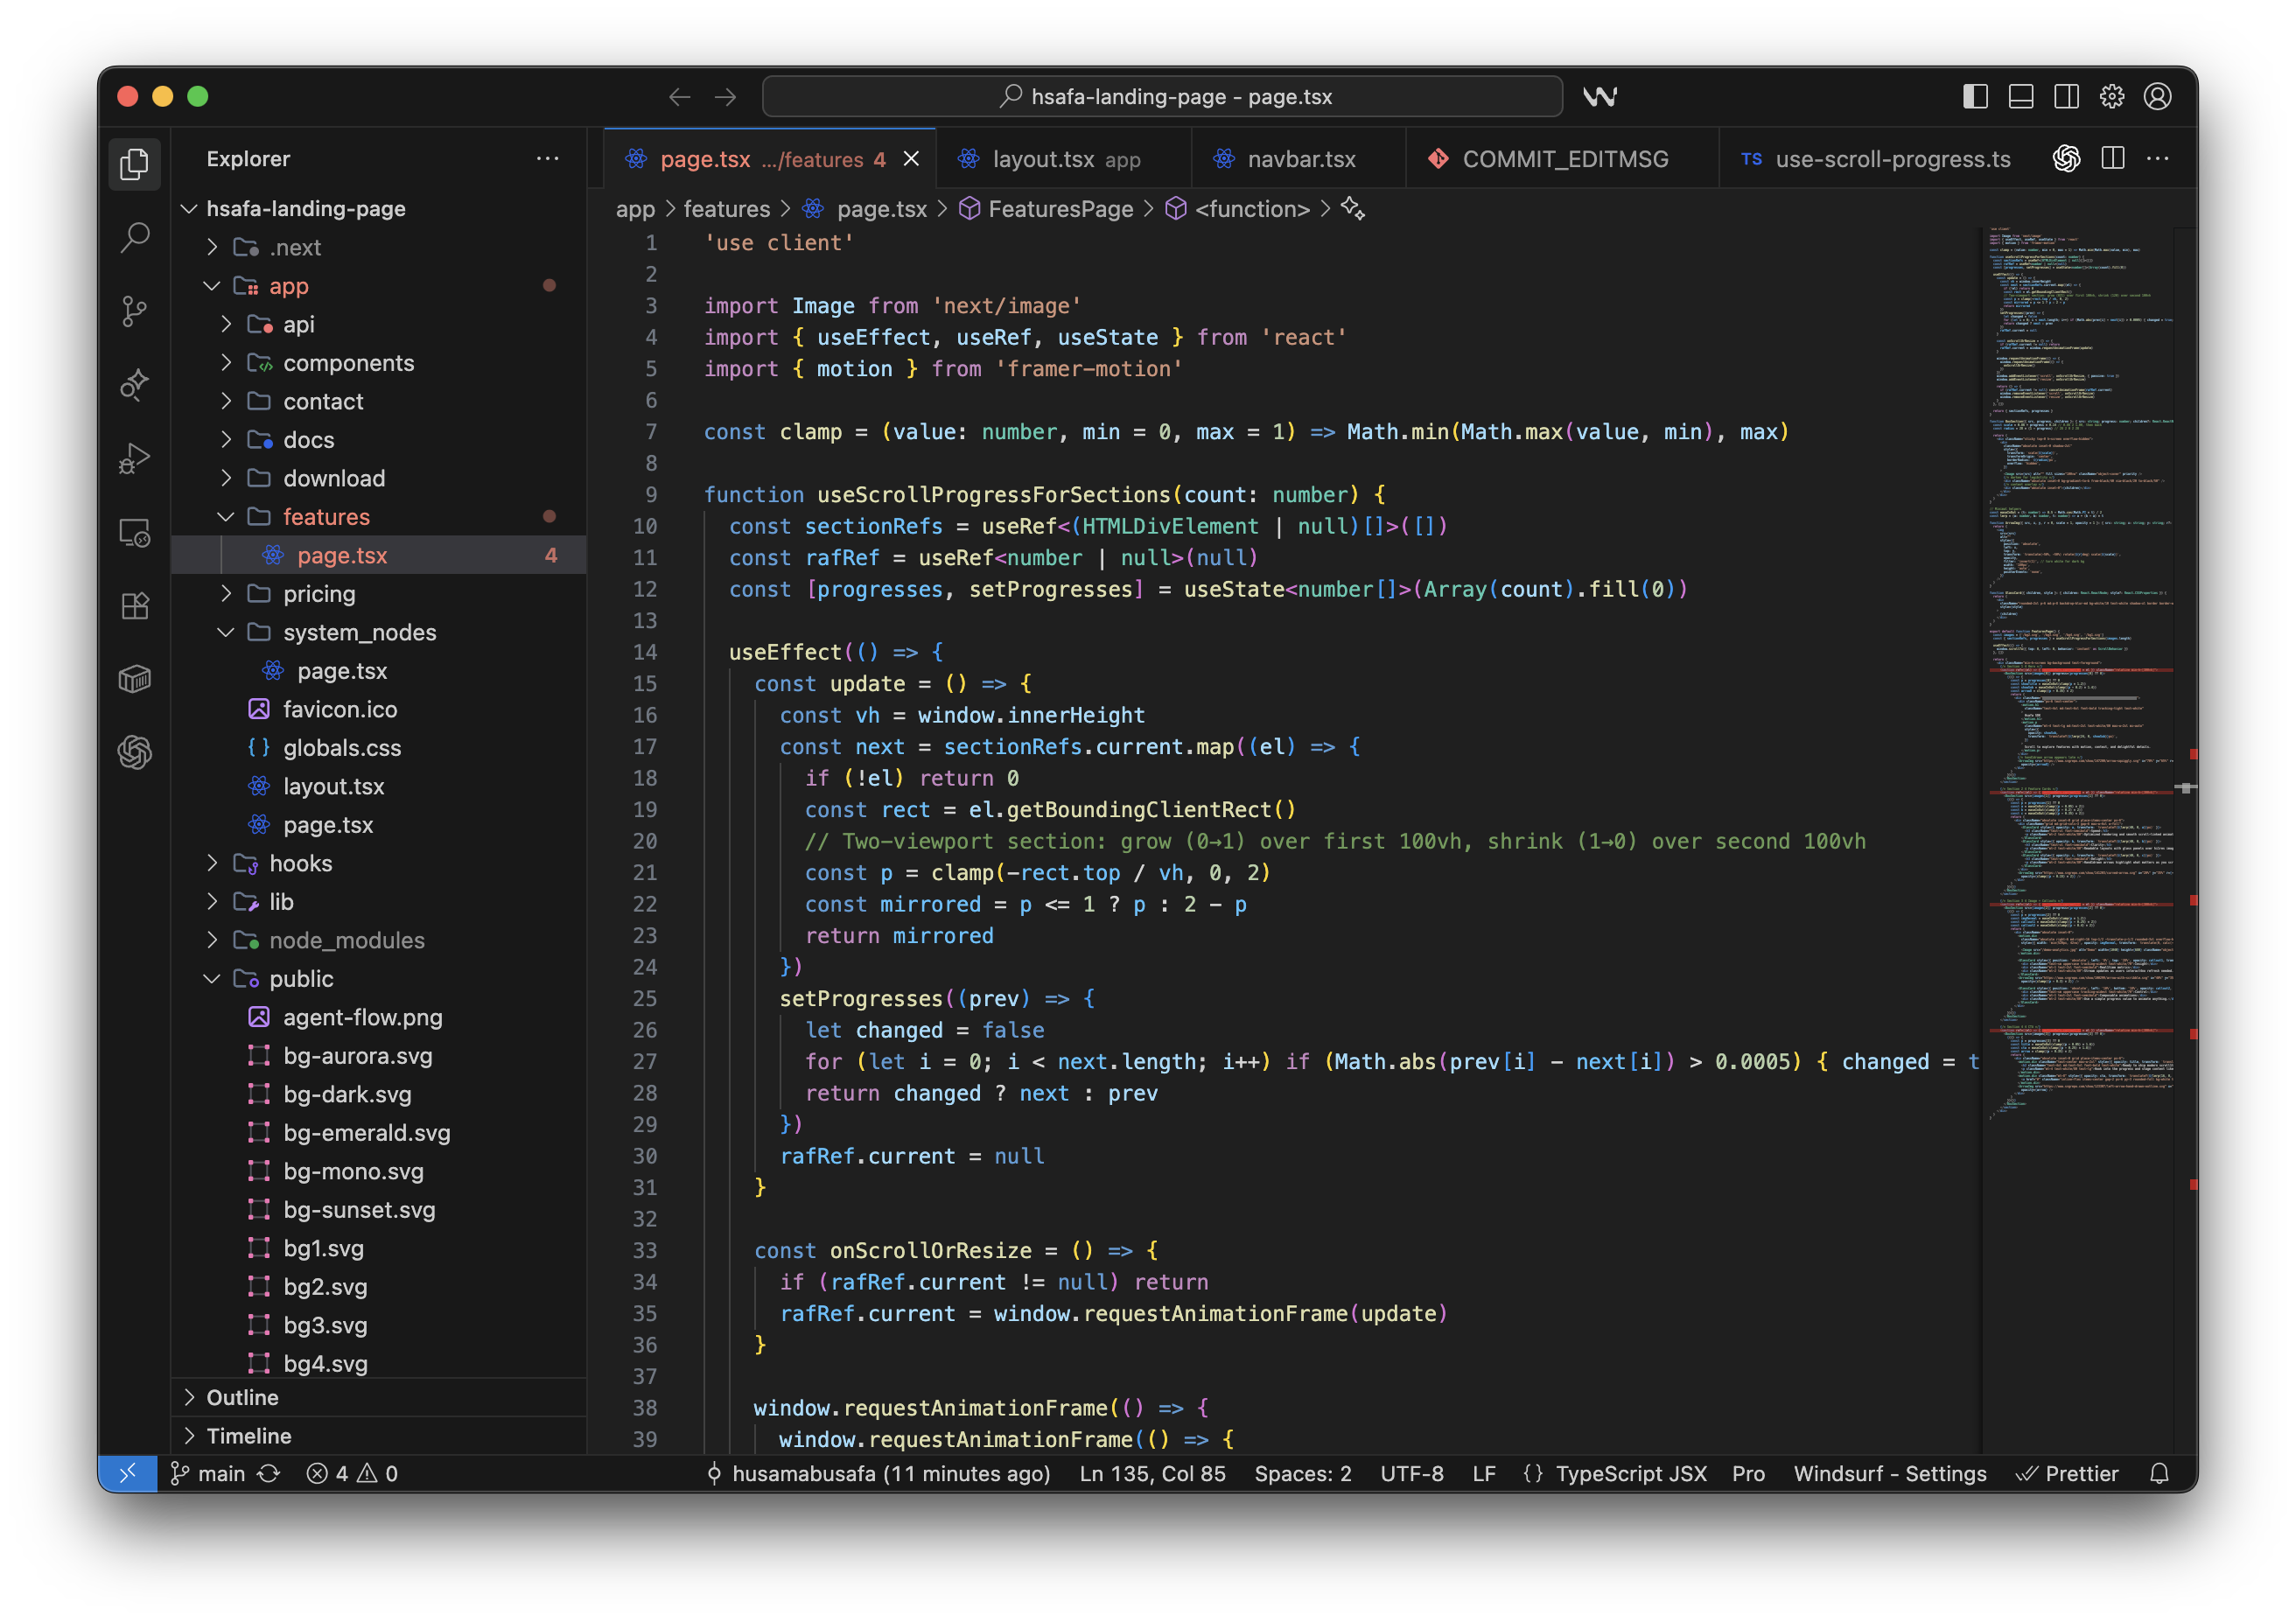 hsafa-landing-page - page.tsx
Explorer
hsafa-landing-page
.next
app
api
components
contact
docs
download
features
page.tsx 4
pricing
system_nodes
page.tsx
favicon.ico
globals.css
layout.tsx
page.tsx
hooks
lib
node_modules
public
agent-flow.png
bg-aurora.svg
bg-dark.svg
bg-emerald.svg
bg-mono.svg
bg-sunset.svg
bg1.svg
bg2.svg
bg3.svg
bg4.svg
Outline
Timeline
page.tsx .../features 4
layout.tsx app
navbar.tsx
COMMIT_EDITMSG
TS use-scroll-progress.ts
app > features > page.tsx > FeaturesPage > <function> >
1 'use client'
2
3 import Image from 'next/image'
4 import { useEffect, useRef, useState } from 'react'
5 import { motion } from 'framer-motion'
6
7 const clamp = (value: number, min = 0, max = 1) => Math.min(Math.max(value, min), max)
8
9 function useScrollProgressForSections(count: number) {
10 const sectionRefs = useRef<(HTMLDivElement | null)[]>([])
11 const rafRef = useRef<number | null>(null)
12 const [progresses, setProgresses] = useState<number[]>(Array(count).fill(0))
13
14 useEffect(() => {
15 const update = () => {
16 const vh = window.innerHeight
17 const next = sectionRefs.current.map((el) => {
18 if (!el) return 0
19 const rect = el.getBoundingClientRect()
20 // Two-viewport section: grow (0→1) over first 100vh, shrink (1→0) over second 100vh
21 const p = clamp(-rect.top / vh, 0, 2)
22 const mirrored = p <= 1 ? p : 2 - p
23 return mirrored
24 })
25 setProgresses((prev) => {
26 let changed = false
27 for (let i = 0; i < next.length; i++) if (Math.abs(prev[i] - next[i]) > 0.0005) { changed = t
28 return changed ? next : prev
29 })
30 rafRef.current = null
31 }
32
33 const onScrollOrResize = () => {
34 if (rafRef.current != null) return
35 rafRef.current = window.requestAnimationFrame(update)
36 }
37
38 window.requestAnimationFrame(() => {
39 window.requestAnimationFrame(() => {
main 4 0 husamabusafa (11 minutes ago) Ln 135, Col 85 Spaces: 2 UTF-8 LF {} TypeScript JSX Pro Windsurf - Settings Prettier